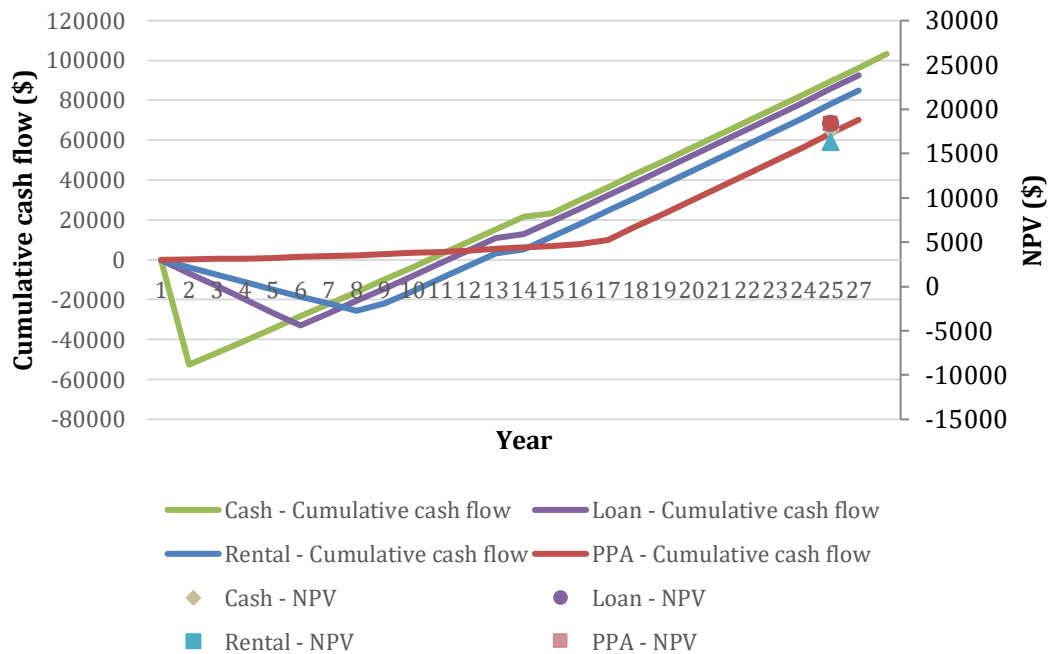 120000
100000
80000
60000
40000
20000
0
-20000
-40000
-60000
-80000
Cumulative cash flow ($)
30000
25000
20000
15000
10000
5000
0
-5000
-10000
-15000
NPV ($)
1 2 3 4 5 6 7 8 9 10 11 12 13 14 15 16 17 18 19 20 21 22 23 24 25 27
Year
Cash - Cumulative cash flow Loan - Cumulative cash flow
Rental - Cumulative cash flow PPA - Cumulative cash flow
Cash - NPV Loan - NPV
Rental - NPV PPA - NPV